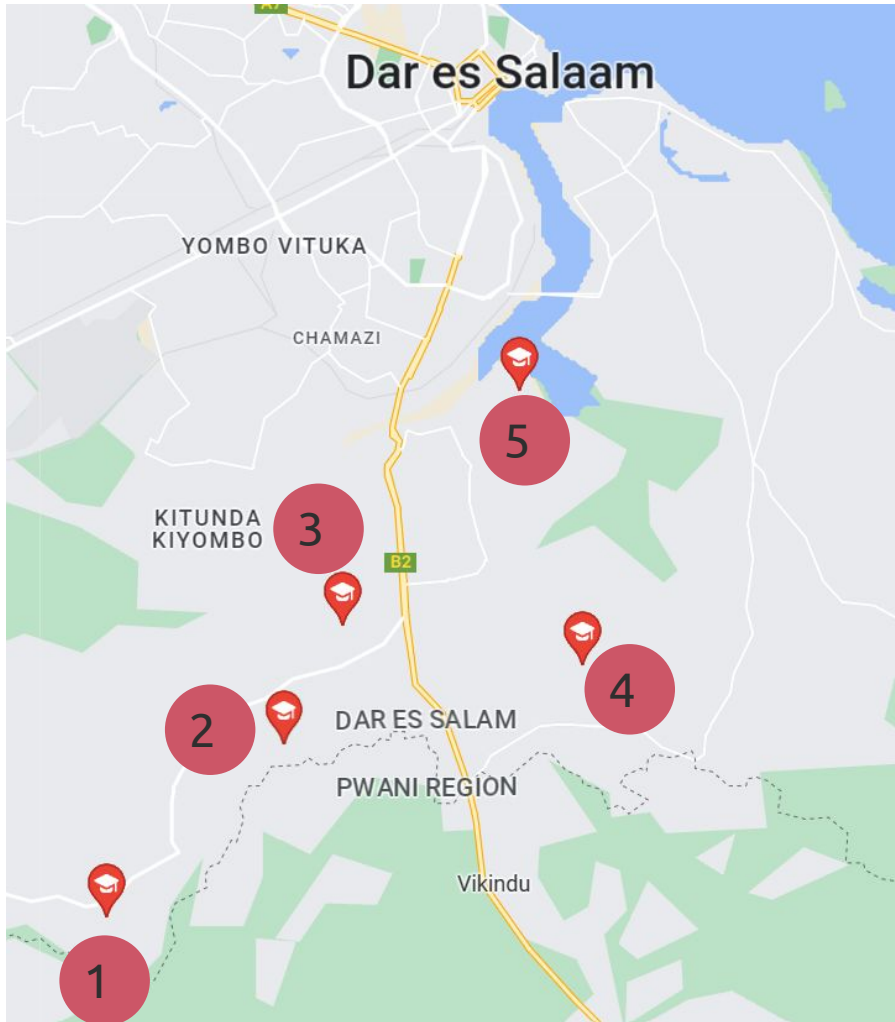 A7
Dar es Salaam
YOMBO VITUKA
CHAMAZI
5
KITUNDA
KIYOMBO
3
B2
4
2
DAR ES SALAM
PWANI REGION
Vikindu
1